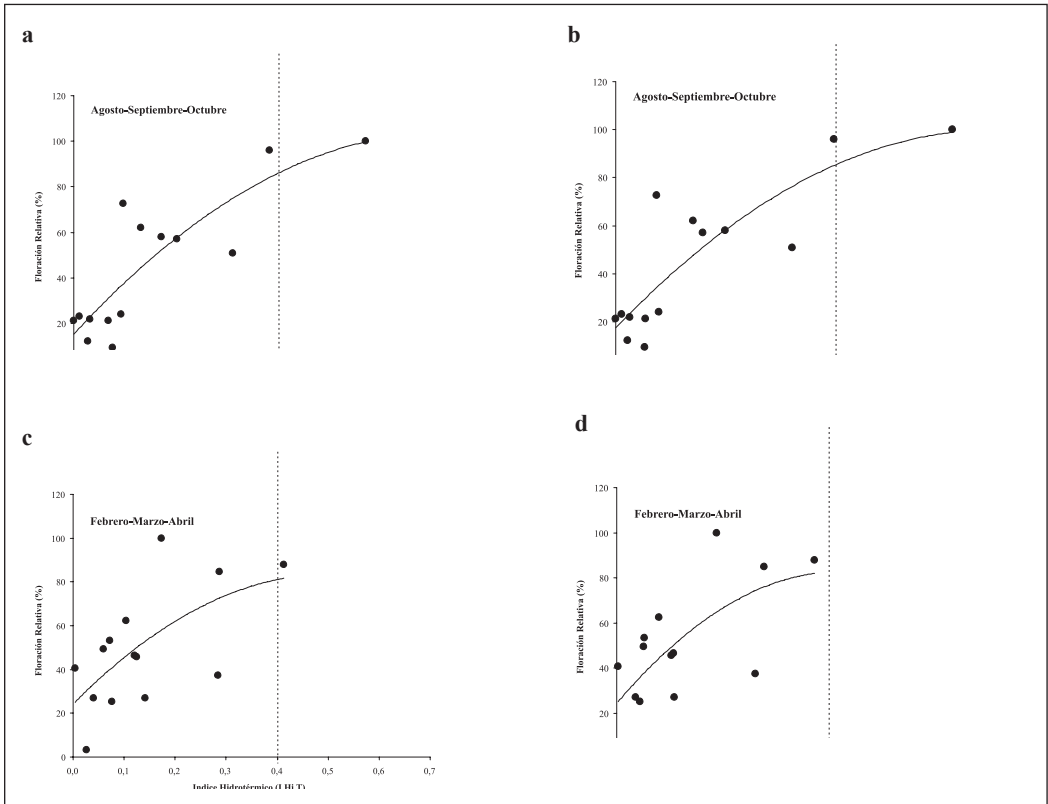 a
120
Agosto-Septiembre-Octubre
100
80
60
40
20
Floración Relativa (%)
b
120
Agosto-Septiembre-Octubre
100
80
60
40
20
Floración Relativa (%)
c
120
Febrero-Marzo-Abril
100
80
60
40
20
0
Floración Relativa (%)
0,0 0,1 0,2 0,3 0,4 0,5 0,6 0,7
Indice Hidrotérmico (I.Hi.T)
d
120
Febrero-Marzo-Abril
100
80
60
40
20
Floración Relativa (%)